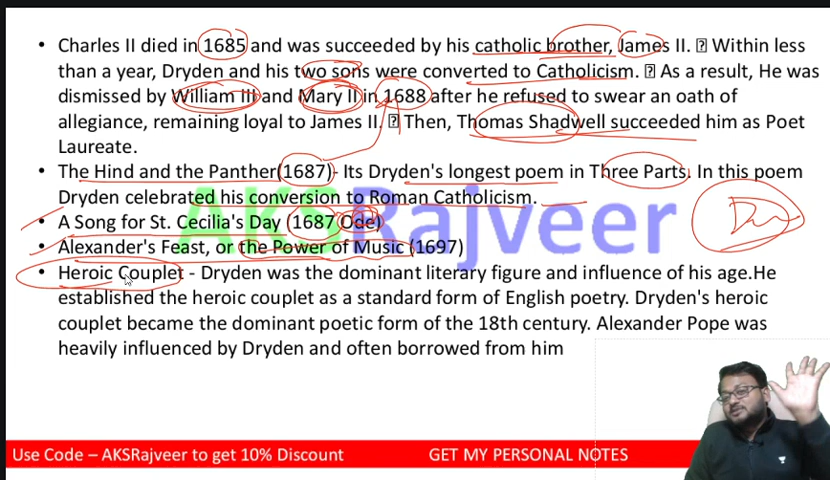 • Charles II died in 1685 and was succeeded by his catholic brother, James II. ⍰ Within less
than a year, Dryden and his two sons were converted to Catholicism. ⍰ As a result, He was
dismissed by William III and Mary II in 1688 after he refused to swear an oath of
allegiance, remaining loyal to James II. ⍰ Then, Thomas Shadwell succeeded him as Poet
Laureate.
• The Hind and the Panther(1687)- Its Dryden's longest poem in Three Parts. In this poem
Dryden celebrated his conversion to Roman Catholicism.
AKSRajveer
• A Song for St. Cecilia's Day (1687 Ode)
• Alexander's Feast, or the Power of Music (1697)
• Heroic Couplet - Dryden was the dominant literary figure and influence of his age.He
established the heroic couplet as a standard form of English poetry. Dryden's heroic
couplet became the dominant poetic form of the 18th century. Alexander Pope was
heavily influenced by Dryden and often borrowed from him
Use Code – AKSRajveer to get 10% Discount GET MY PERSONAL NOTES